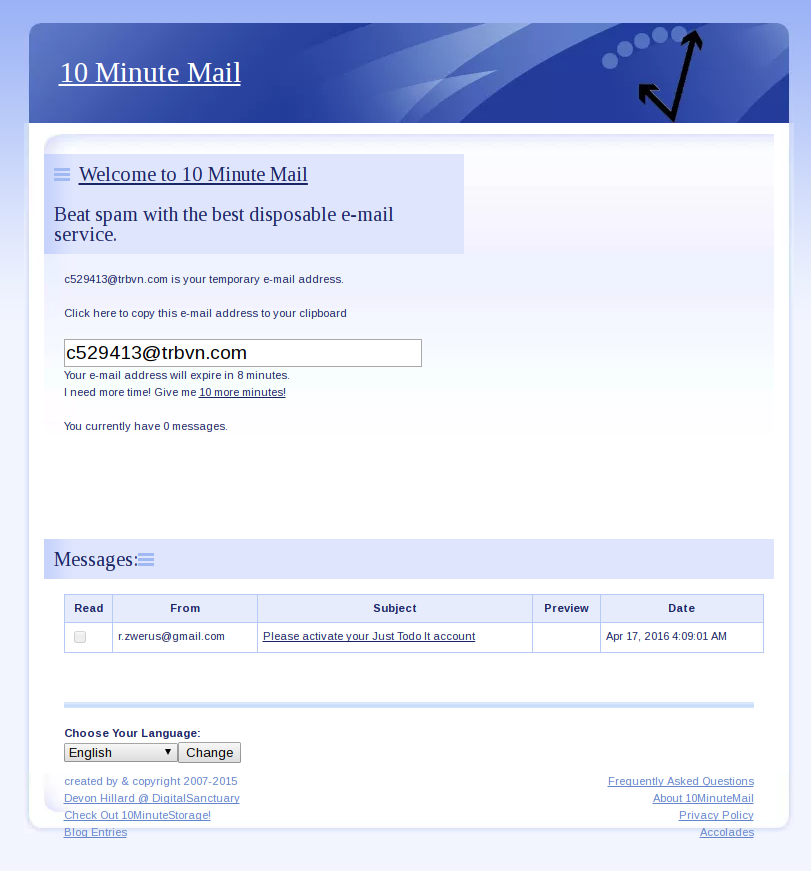 10 Minute Mail
Welcome to 10 Minute Mail
Beat spam with the best disposable e-mail
service.
c529413@trbvn.com is your temporary e-mail address.
Click here to copy this e-mail address to your clipboard
c529413@trbvn.com
Your e-mail address will expire in 8 minutes.
I need more time! Give me 10 more minutes!
You currently have 0 messages.
Messages:
Read From Subject Preview Date
r.zwerus@gmail.com Please activate your Just Todo It account Apr 17, 2016 4:09:01 AM
Choose Your Language:
English Change
created by & copyright 2007-2015 Frequently Asked Questions
Devon Hillard @ DigitalSanctuary About 10MinuteMail
Check Out 10MinuteStorage! Privacy Policy
Blog Entries Accolades